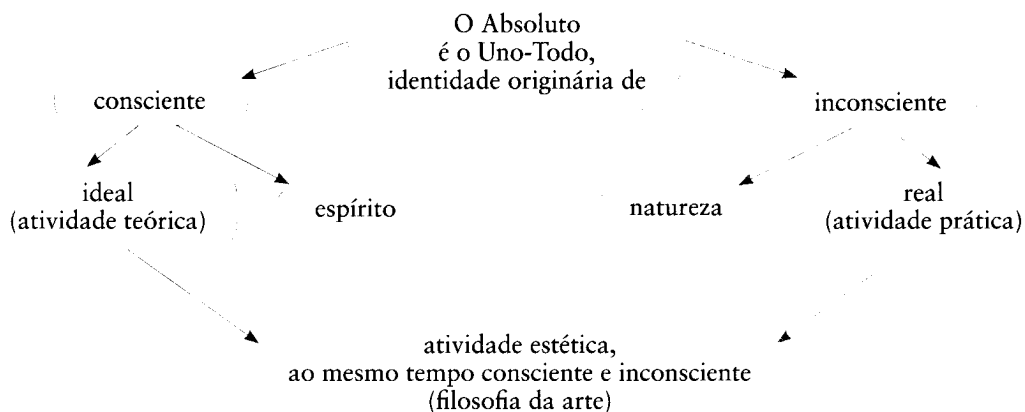 O Absoluto
é o Uno-Todo,
identidade originária de
consciente
inconsciente
ideal
(atividade teórica)
espírito
natureza
real
(atividade prática)
atividade estética,
ao mesmo tempo consciente e inconsciente
(filosofia da arte)